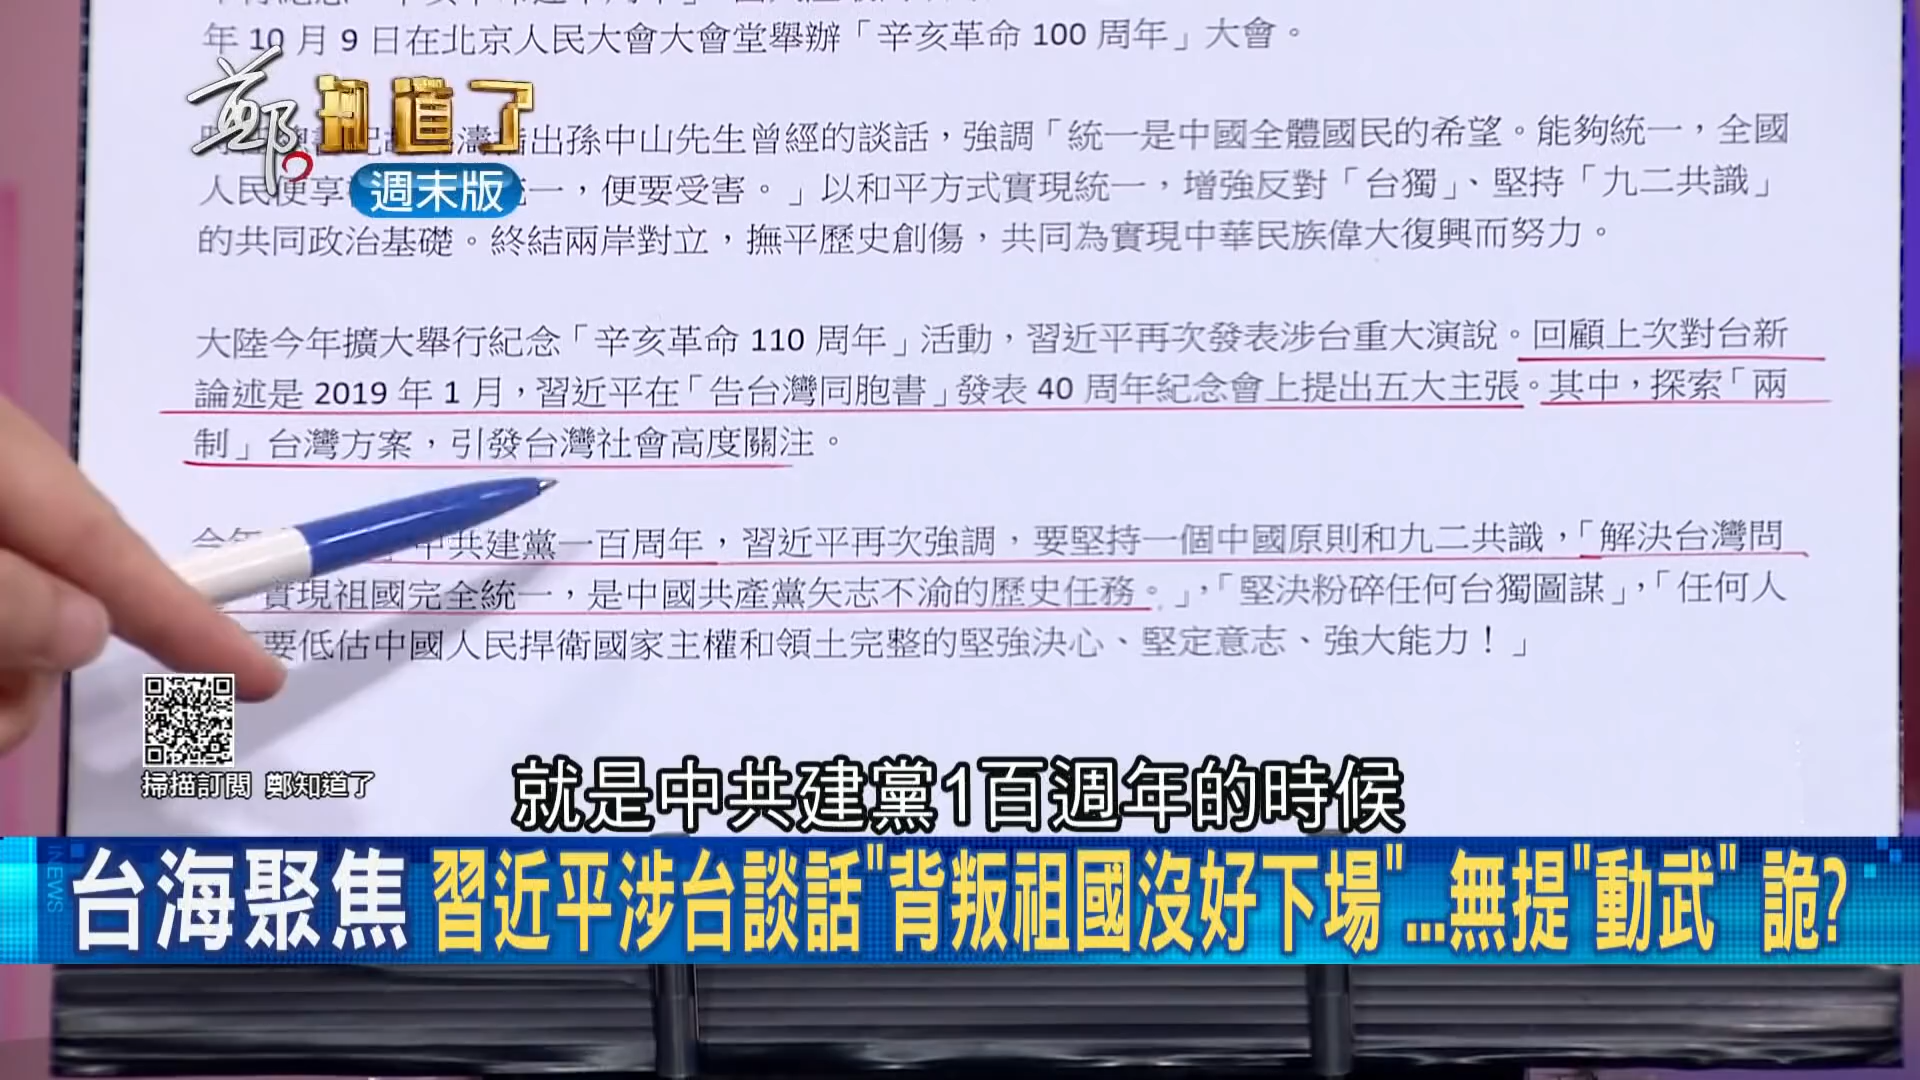 年 10 月 9 日在北京人民大會大會堂舉辦「辛亥革命 100 周年」大會。
鄭知道了
週末版
出孫中山先生曾經的談話，強調「統一是中國全體國民的希望。能夠統一，全國
人民便享 一，便要受害。」以和平方式實現統一，增強反對「台獨」、堅持「九二共識」
的共同政治基礎。終結兩岸對立，撫平歷史創傷，共同為實現中華民族偉大復興而努力。
大陸今年擴大舉行紀念「辛亥革命 110 周年」活動，習近平再次發表涉台重大演說。回顧上次對台新
論述是 2019 年 1 月，習近平在「告台灣同胞書」發表 40 周年紀念會上提出五大主張。其中，探索「兩
制」台灣方案，引發台灣社會高度關注。
今年 中共建黨一百周年，習近平再次強調，要堅持一個中國原則和九二共識，「解決台灣問
實現祖國完全統一，是中國共產黨矢志不渝的歷史任務。」，「堅決粉碎任何台獨圖謀」，「任何人
要低估中國人民捍衛國家主權和領土完整的堅強決心、堅定意志、強大能力！」
掃描訂閱 鄭知道了
就是中共建黨1百週年的時候
INEWS
台海聚焦 習近平涉台談話"背叛祖國沒好下場"...無提"動武" 詭?